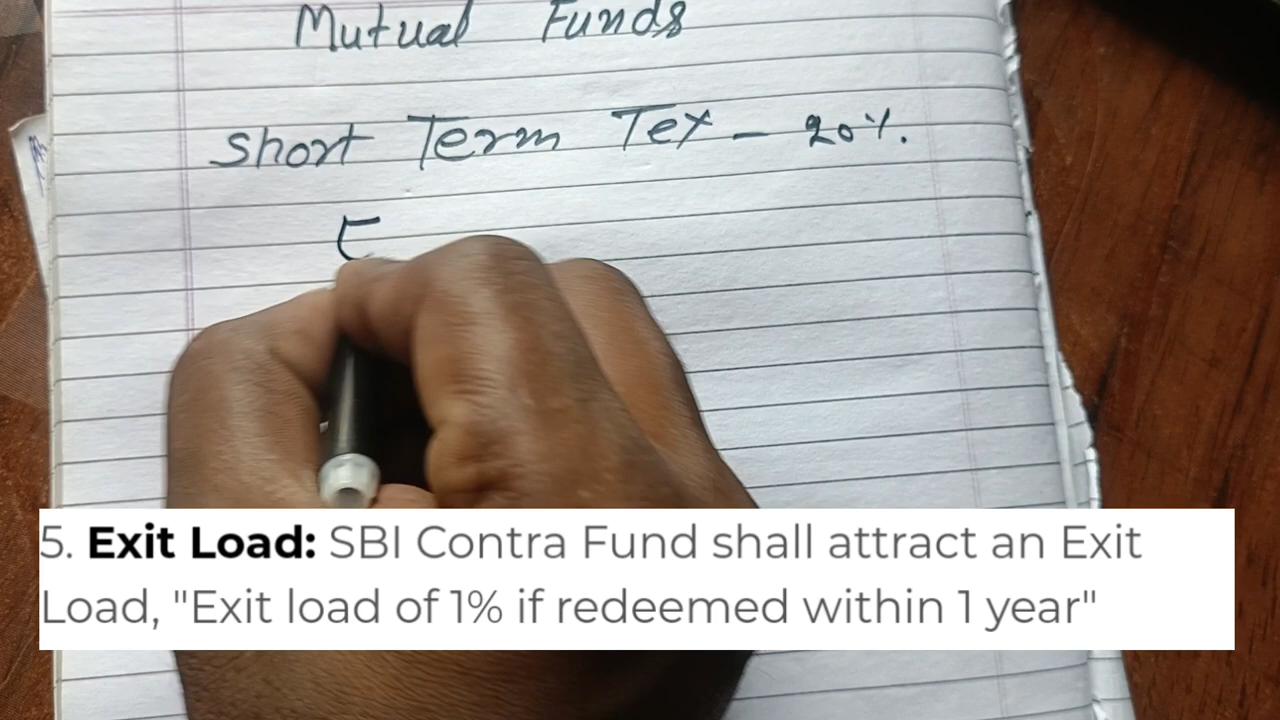 Mutual Funds
Short Term Tex - 20%.
5. Exit Load: SBI Contra Fund shall attract an Exit
Load, "Exit load of 1% if redeemed within 1 year"